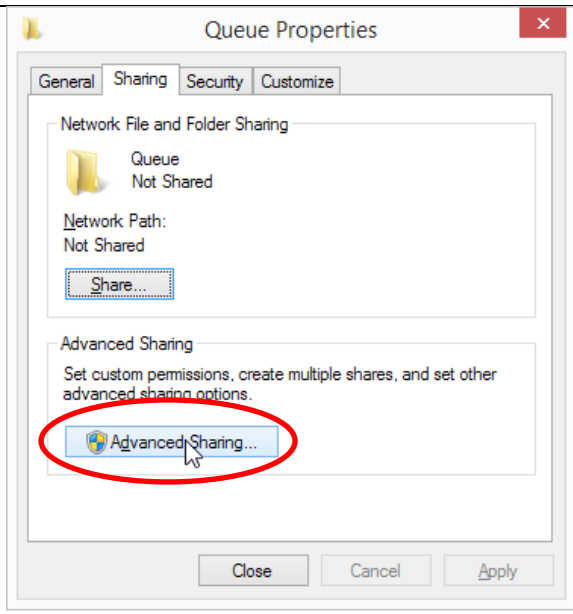 Queue Properties
×
General Sharing Security Customize
Network File and Folder Sharing
Queue
Not Shared
Network Path:
Not Shared
Share...
Advanced Sharing
Set custom permissions, create multiple shares, and set other
advanced sharing options.
Advanced Sharing...
Close Cancel Apply